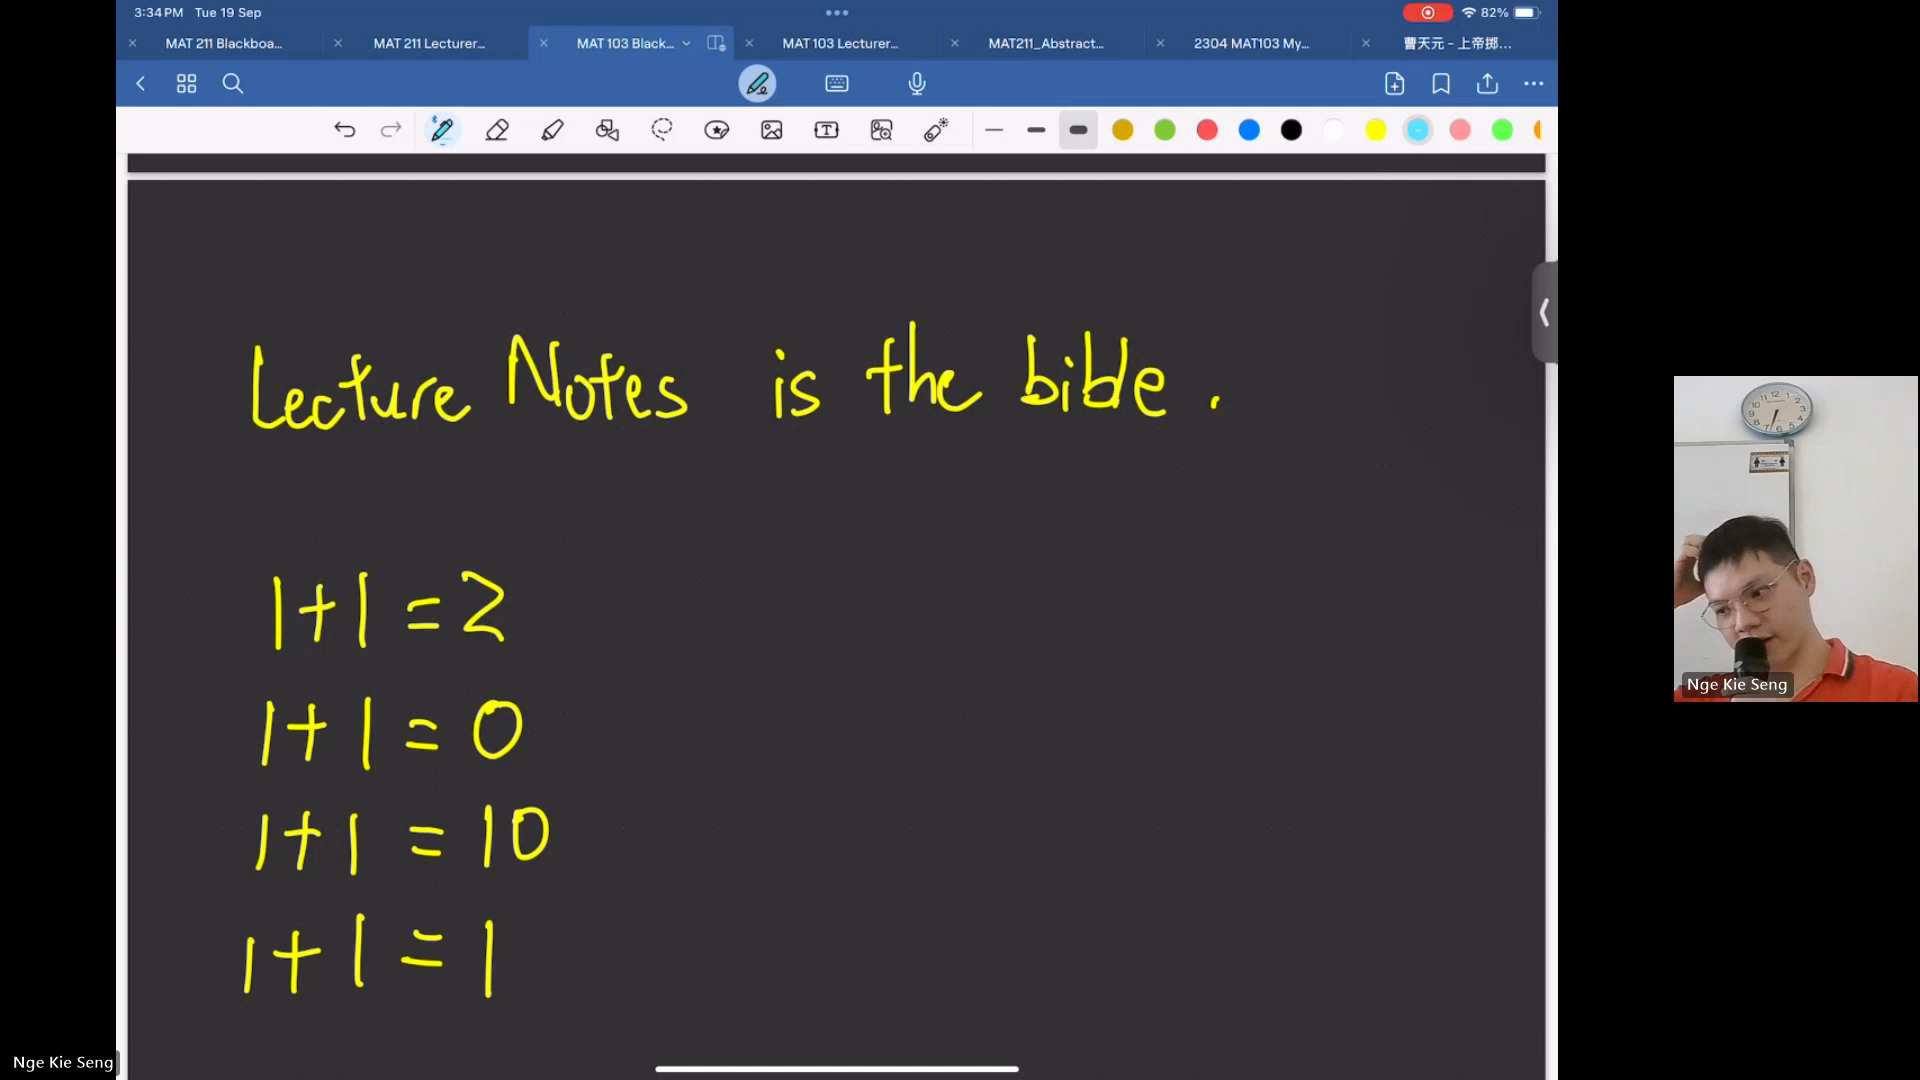 3:34 PM Tue 19 Sep
82%
MAT 211 Blackboa...
MAT 211 Lecturer...
MAT 103 Black...
MAT 103 Lecturer...
MAT211_Abstract...
2304 MAT103 My...
曹天元 - 上帝掷...
Lecture Notes is the bible.
1+1 = 2
1+1 = 0
1+1 = 10
1+1 = 1
Nge Kie Seng
Nge Kie Seng